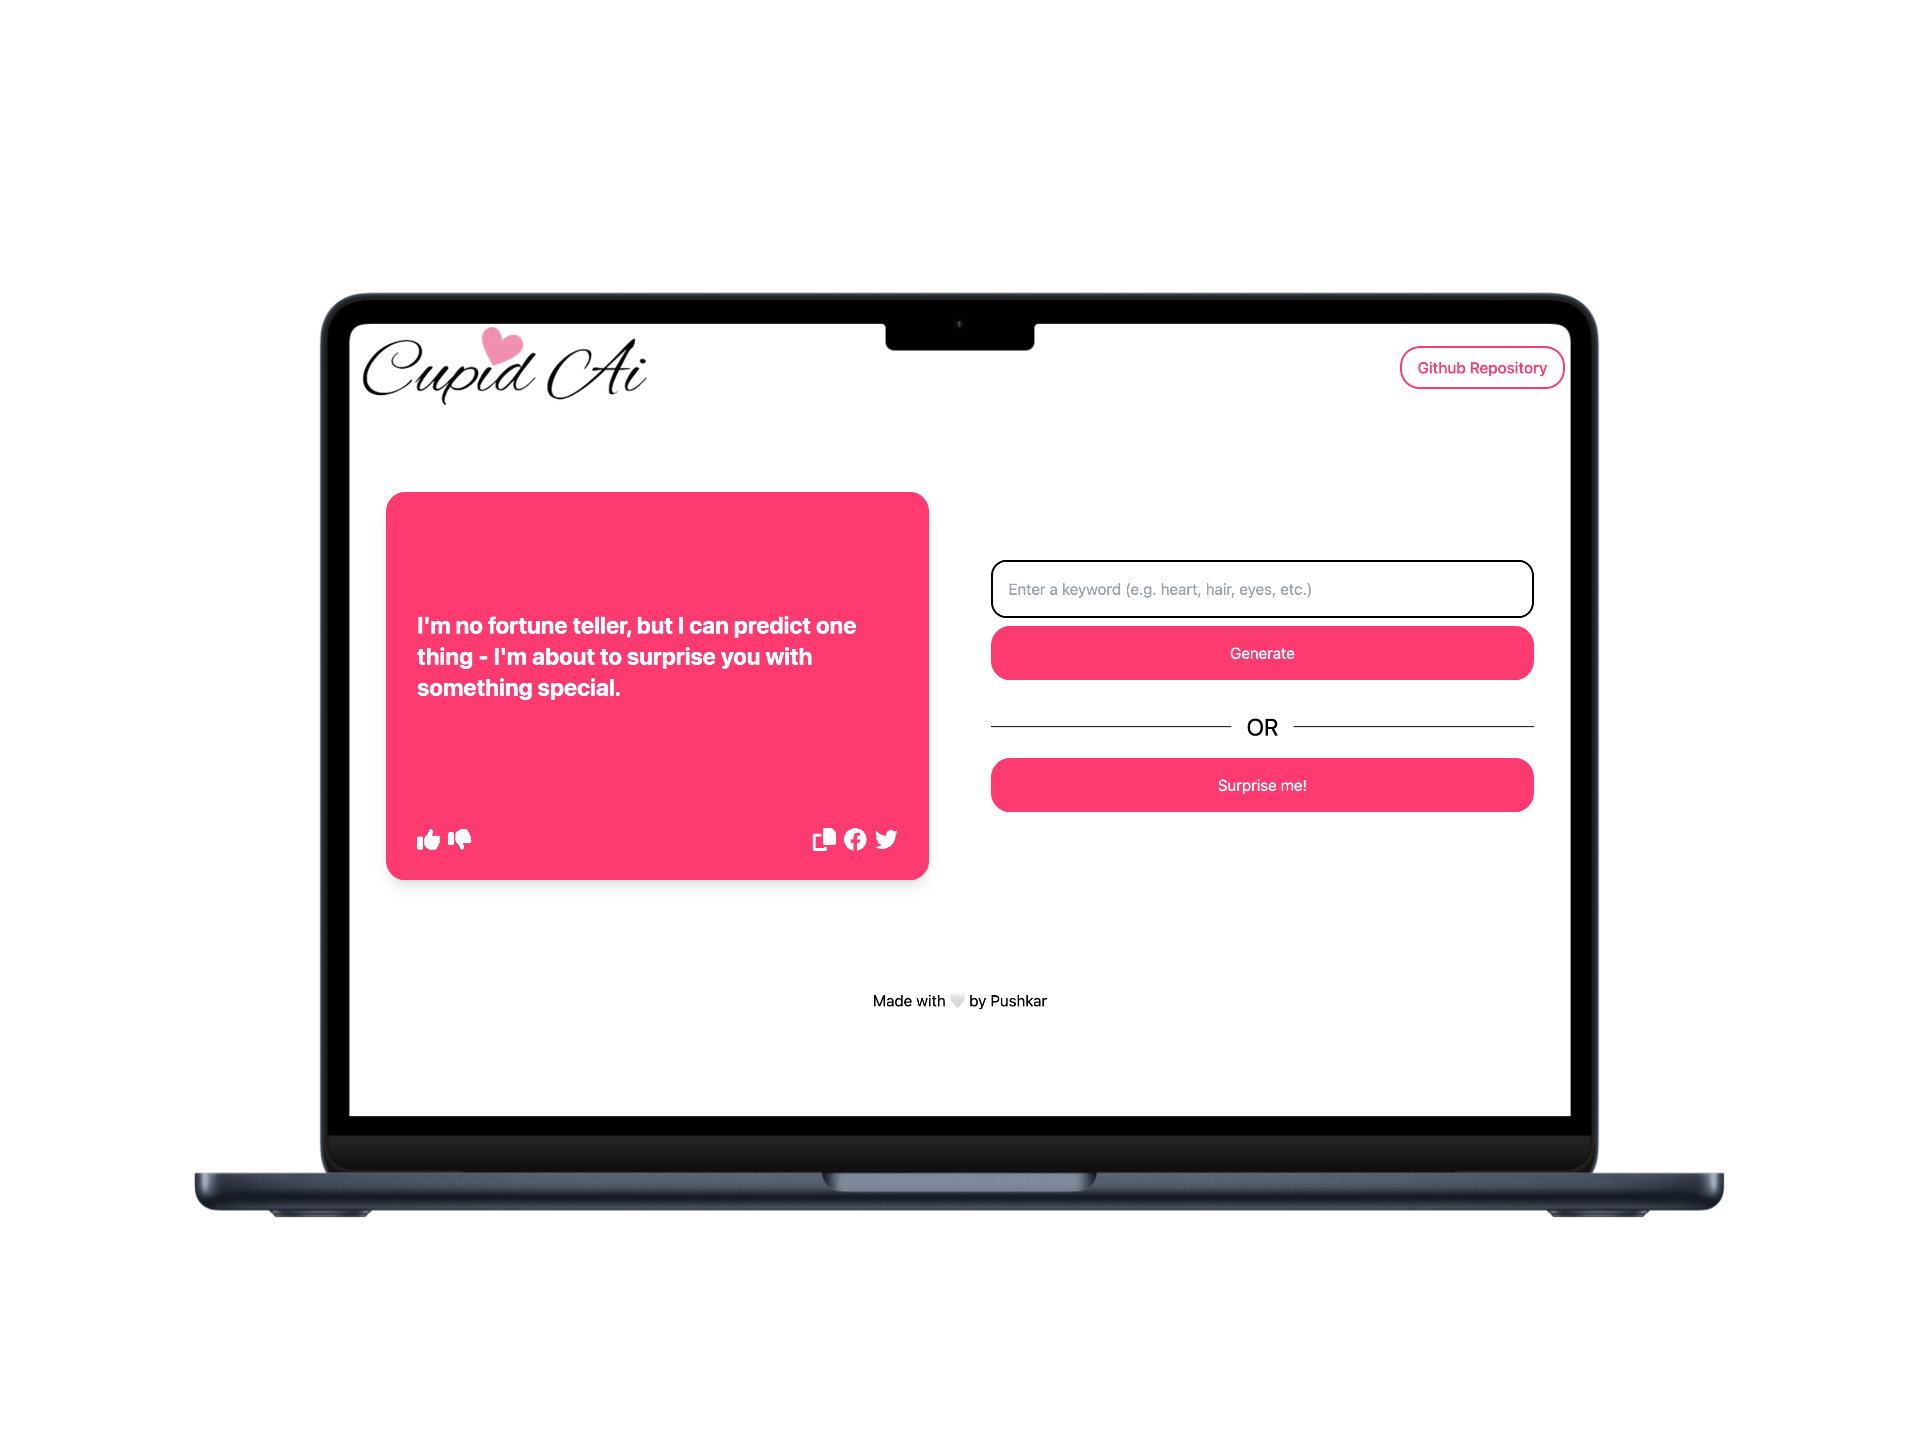 Cupid Ai
Github Repository
I'm no fortune teller, but I can predict one
thing - I'm about to surprise you with
something special.
Enter a keyword (e.g. heart, hair, eyes, etc.)
Generate
OR
Surprise me!
Made with 🤍 by Pushkar